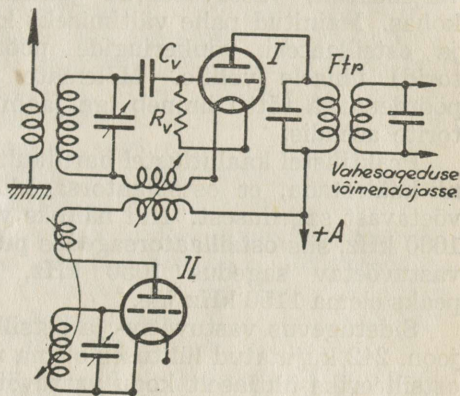 Cᵥ
I
Ftr
Rᵥ
Vahesageduse
võimendajasse.
+A
II